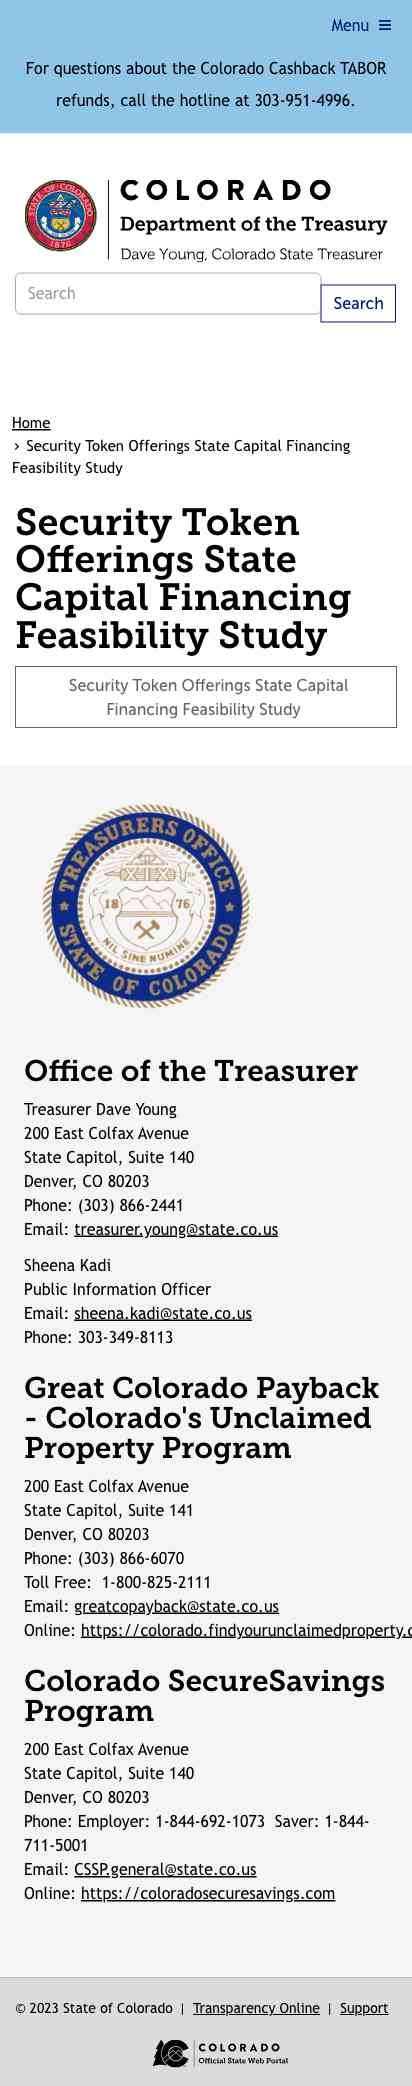 Menu
For questions about the Colorado Cashback TABOR
refunds, call the hotline at 303-951-4996.
STATE OF COLORADO
1876
COLORADO
Department of the Treasury
Dave Young, Colorado State Treasurer
Search
Search
Home
› Security Token Offerings State Capital Financing
Feasibility Study
Security Token
Offerings State
Capital Financing
Feasibility Study
Security Token Offerings State Capital
Financing Feasibility Study
TREASURERS OFFICE
18 76
NIL SINE NUMINE
STATE OF COLORADO
Office of the Treasurer
Treasurer Dave Young
200 East Colfax Avenue
State Capitol, Suite 140
Denver, CO 80203
Phone: (303) 866-2441
Email: treasurer.young@state.co.us
Sheena Kadi
Public Information Officer
Email: sheena.kadi@state.co.us
Phone: 303-349-8113
Great Colorado Payback
- Colorado's Unclaimed
Property Program
200 East Colfax Avenue
State Capitol, Suite 141
Denver, CO 80203
Phone: (303) 866-6070
Toll Free:  1-800-825-2111
Email: greatcopayback@state.co.us
Online: https://colorado.findyourunclaimedproperty.
Colorado SecureSavings
Program
200 East Colfax Avenue
State Capitol, Suite 140
Denver, CO 80203
Phone: Employer: 1-844-692-1073  Saver: 1-844-
711-5001
Email: CSSP.general@state.co.us
Online: https://coloradosecuresavings.com
© 2023 State of Colorado | Transparency Online | Support
COLORADO
Official State Web Portal